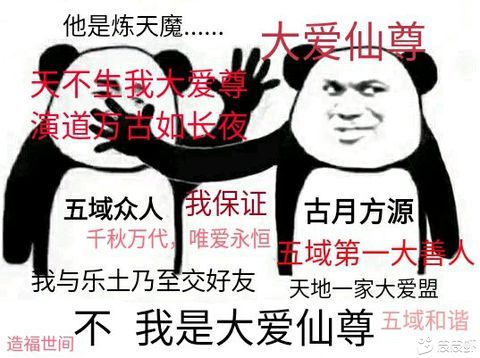 他是炼天魔......
大爱仙尊
天不生我大爱尊
演道万古如长夜
五域众人
我保证
古月方源
千秋万代，唯爱永恒
五域第一大善人
我与乐土乃至交好友
天地一家大爱盟
不 我是大爱仙尊
五域和谐
造福世间
皮皮虾